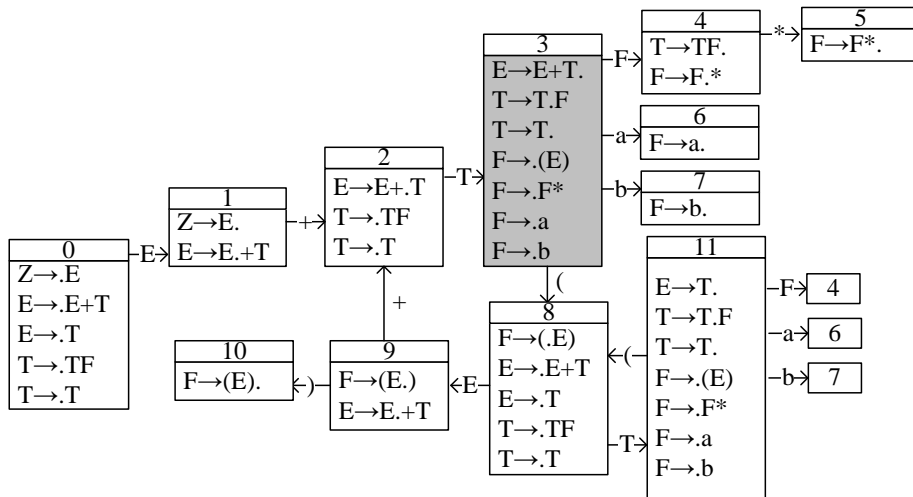 0
Z→.E
E→.E+T
E→.T
T→.TF
T→.T
E
1
Z→E.
E→E.+T
+
2
E→E+.T
T→.TF
T→.T
T
3
E→E+T.
T→T.F
T→T.
F→.(E)
F→.F*
F→.a
F→.b
F
4
T→TF.
F→F.*
*
5
F→F*.
a
6
F→a.
b
7
F→b.
(
8
F→(.E)
E→.E+T
E→.T
T→.TF
T→.T
E
9
F→(E.)
E→E.+T
+
)
10
F→(E).
T
11
E→T.
T→T.F
T→T.
F→.(E)
F→.F*
F→.a
F→.b
(
F 4
a 6
b 7